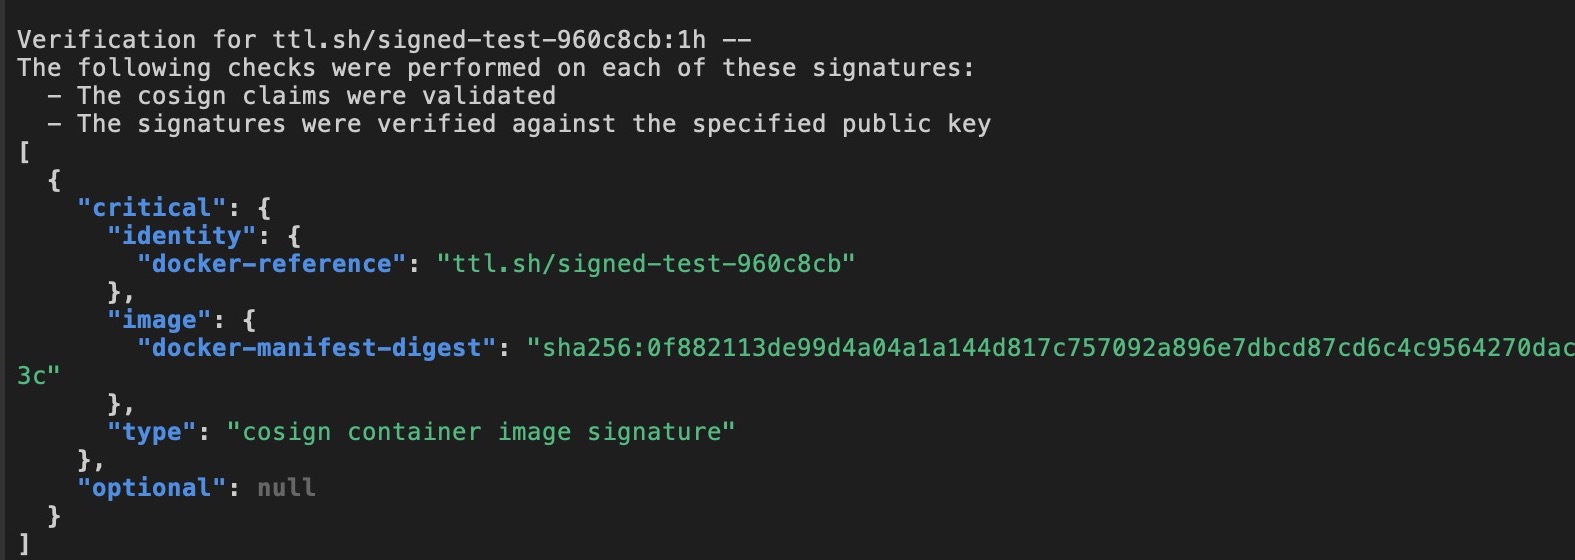 Verification for ttl.sh/signed-test-960c8cb:1h --
The following checks were performed on each of these signatures:
  - The cosign claims were validated
  - The signatures were verified against the specified public key
[
  {
    "critical": {
      "identity": {
        "docker-reference": "ttl.sh/signed-test-960c8cb"
      },
      "image": {
        "docker-manifest-digest": "sha256:0f882113de99d4a04a1a144d817c757092a896e7dbcd87cd6c4c9564270dac
3c"
      },
      "type": "cosign container image signature"
    },
    "optional": null
  }
]